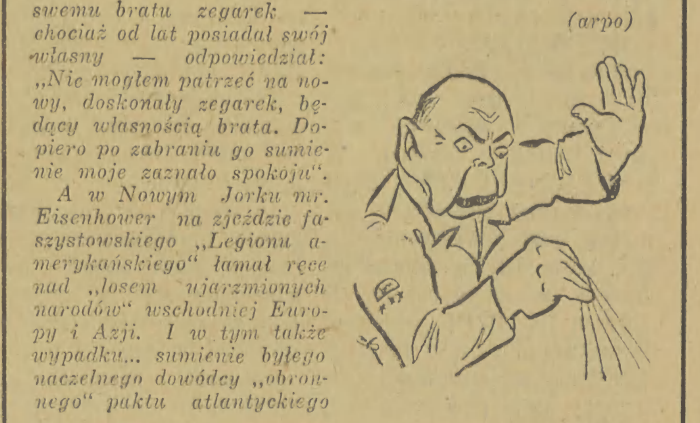 swemu bratu zegarek —
chociaż od lat posiadał swój
własny — odpowiedział:
„Nie mogłem patrzeć na no-
wy, doskonały zegarek, bę-
dący własnością brata. Do-
piero po zabraniu go sumie-
nie moje zaznało spokoju“.
A w Nowym Jorku mr.
Eisenhower na zjeździe fa-
szystowskiego „Legionu a-
merykańskiego“ łamał ręce
nad „losem ujarzmionych
narodów“ wschodniej Euro-
py i Azji. I w tym także
wypadku... sumienie byłego
naczelnego dowódcy „obron-
nego“ paktu atlantyckiego
(arpo)